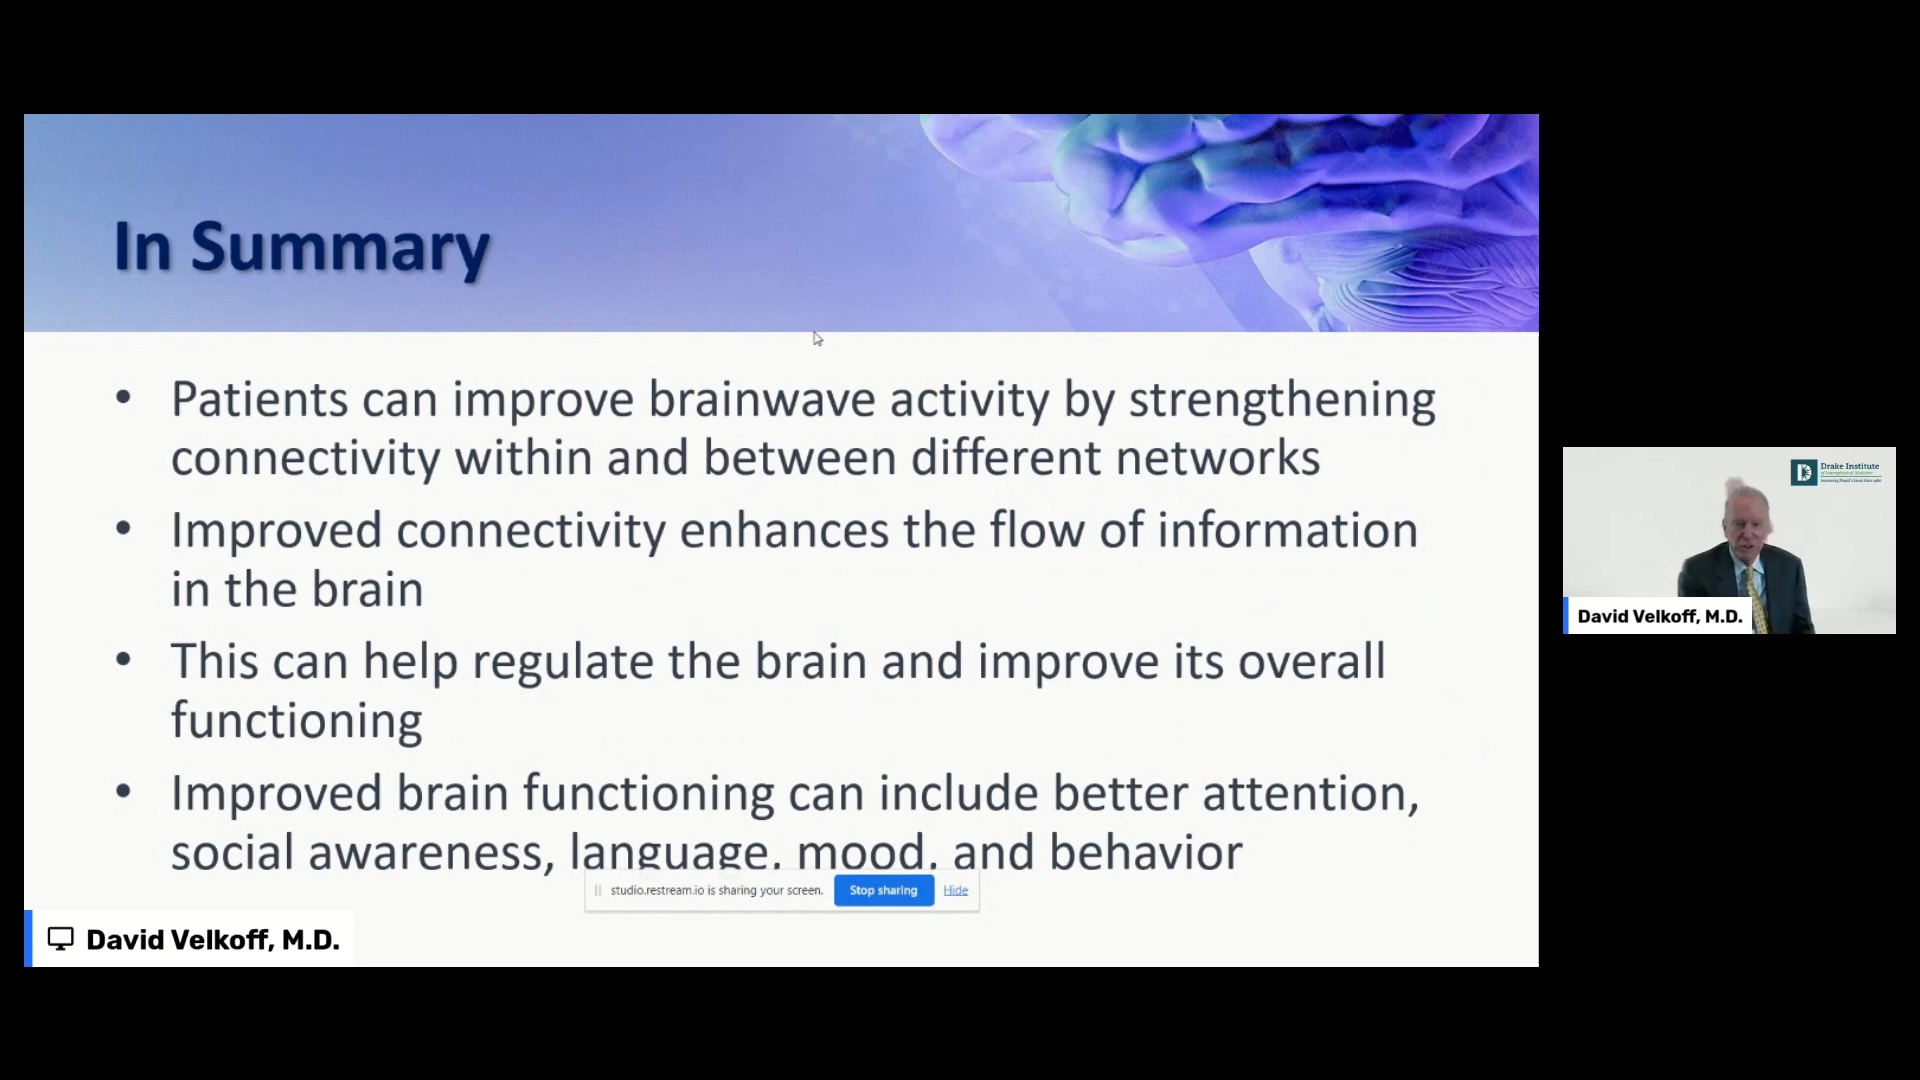 In Summary
• Patients can improve brainwave activity by strengthening
connectivity within and between different networks
• Improved connectivity enhances the flow of information
in the brain
• This can help regulate the brain and improve its overall
functioning
• Improved brain functioning can include better attention,
social awareness, language, mood, and behavior
studio.restream.io is sharing your screen. Stop sharing Hide
David Velkoff, M.D.
Drake Institute
David Velkoff, M.D.